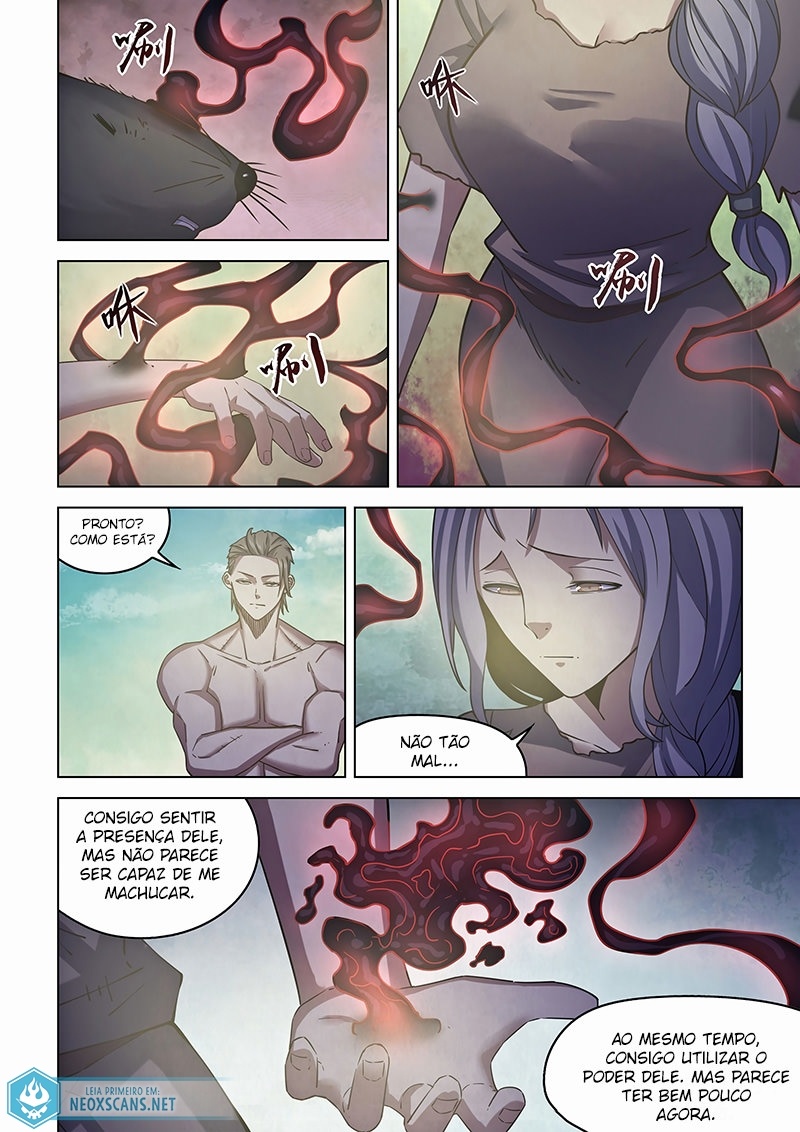 唰
咻
咻
唰
唰
PRONTO?
COMO ESTÁ?
NÃO TÃO
MAL...
CONSIGO SENTIR
A PRESENÇA DELE,
MAS NÃO PARECE
SER CAPAZ DE ME
MACHUCAR.
AO MESMO TEMPO,
CONSIGO UTILIZAR O
PODER DELE. MAS PARECE
TER BEM POUCO
AGORA.
LEIA PRIMEIRO EM:
NEOXSCANS.NET